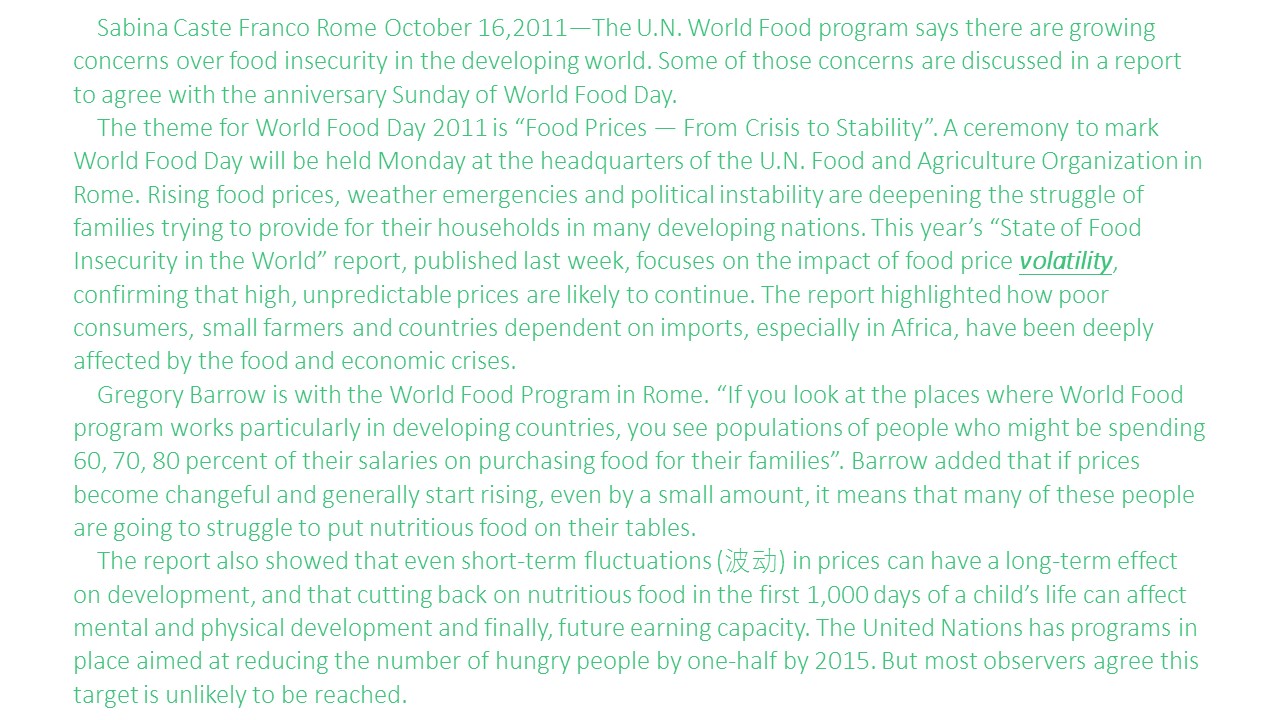 Sabina Caste Franco Rome October 16,2011—The U.N. World Food program says there are growing
concerns over food insecurity in the developing world. Some of those concerns are discussed in a report
to agree with the anniversary Sunday of World Food Day.
The theme for World Food Day 2011 is “Food Prices — From Crisis to Stability”. A ceremony to mark
World Food Day will be held Monday at the headquarters of the U.N. Food and Agriculture Organization in
Rome. Rising food prices, weather emergencies and political instability are deepening the struggle of
families trying to provide for their households in many developing nations. This year’s “State of Food
Insecurity in the World” report, published last week, focuses on the impact of food price volatility,
confirming that high, unpredictable prices are likely to continue. The report highlighted how poor
consumers, small farmers and countries dependent on imports, especially in Africa, have been deeply
affected by the food and economic crises.
Gregory Barrow is with the World Food Program in Rome. “If you look at the places where World Food
program works particularly in developing countries, you see populations of people who might be spending
60, 70, 80 percent of their salaries on purchasing food for their families”. Barrow added that if prices
become changeful and generally start rising, even by a small amount, it means that many of these people
are going to struggle to put nutritious food on their tables.
The report also showed that even short-term fluctuations (波动) in prices can have a long-term effect
on development, and that cutting back on nutritious food in the first 1,000 days of a child’s life can affect
mental and physical development and finally, future earning capacity. The United Nations has programs in
place aimed at reducing the number of hungry people by one-half by 2015. But most observers agree this
target is unlikely to be reached.